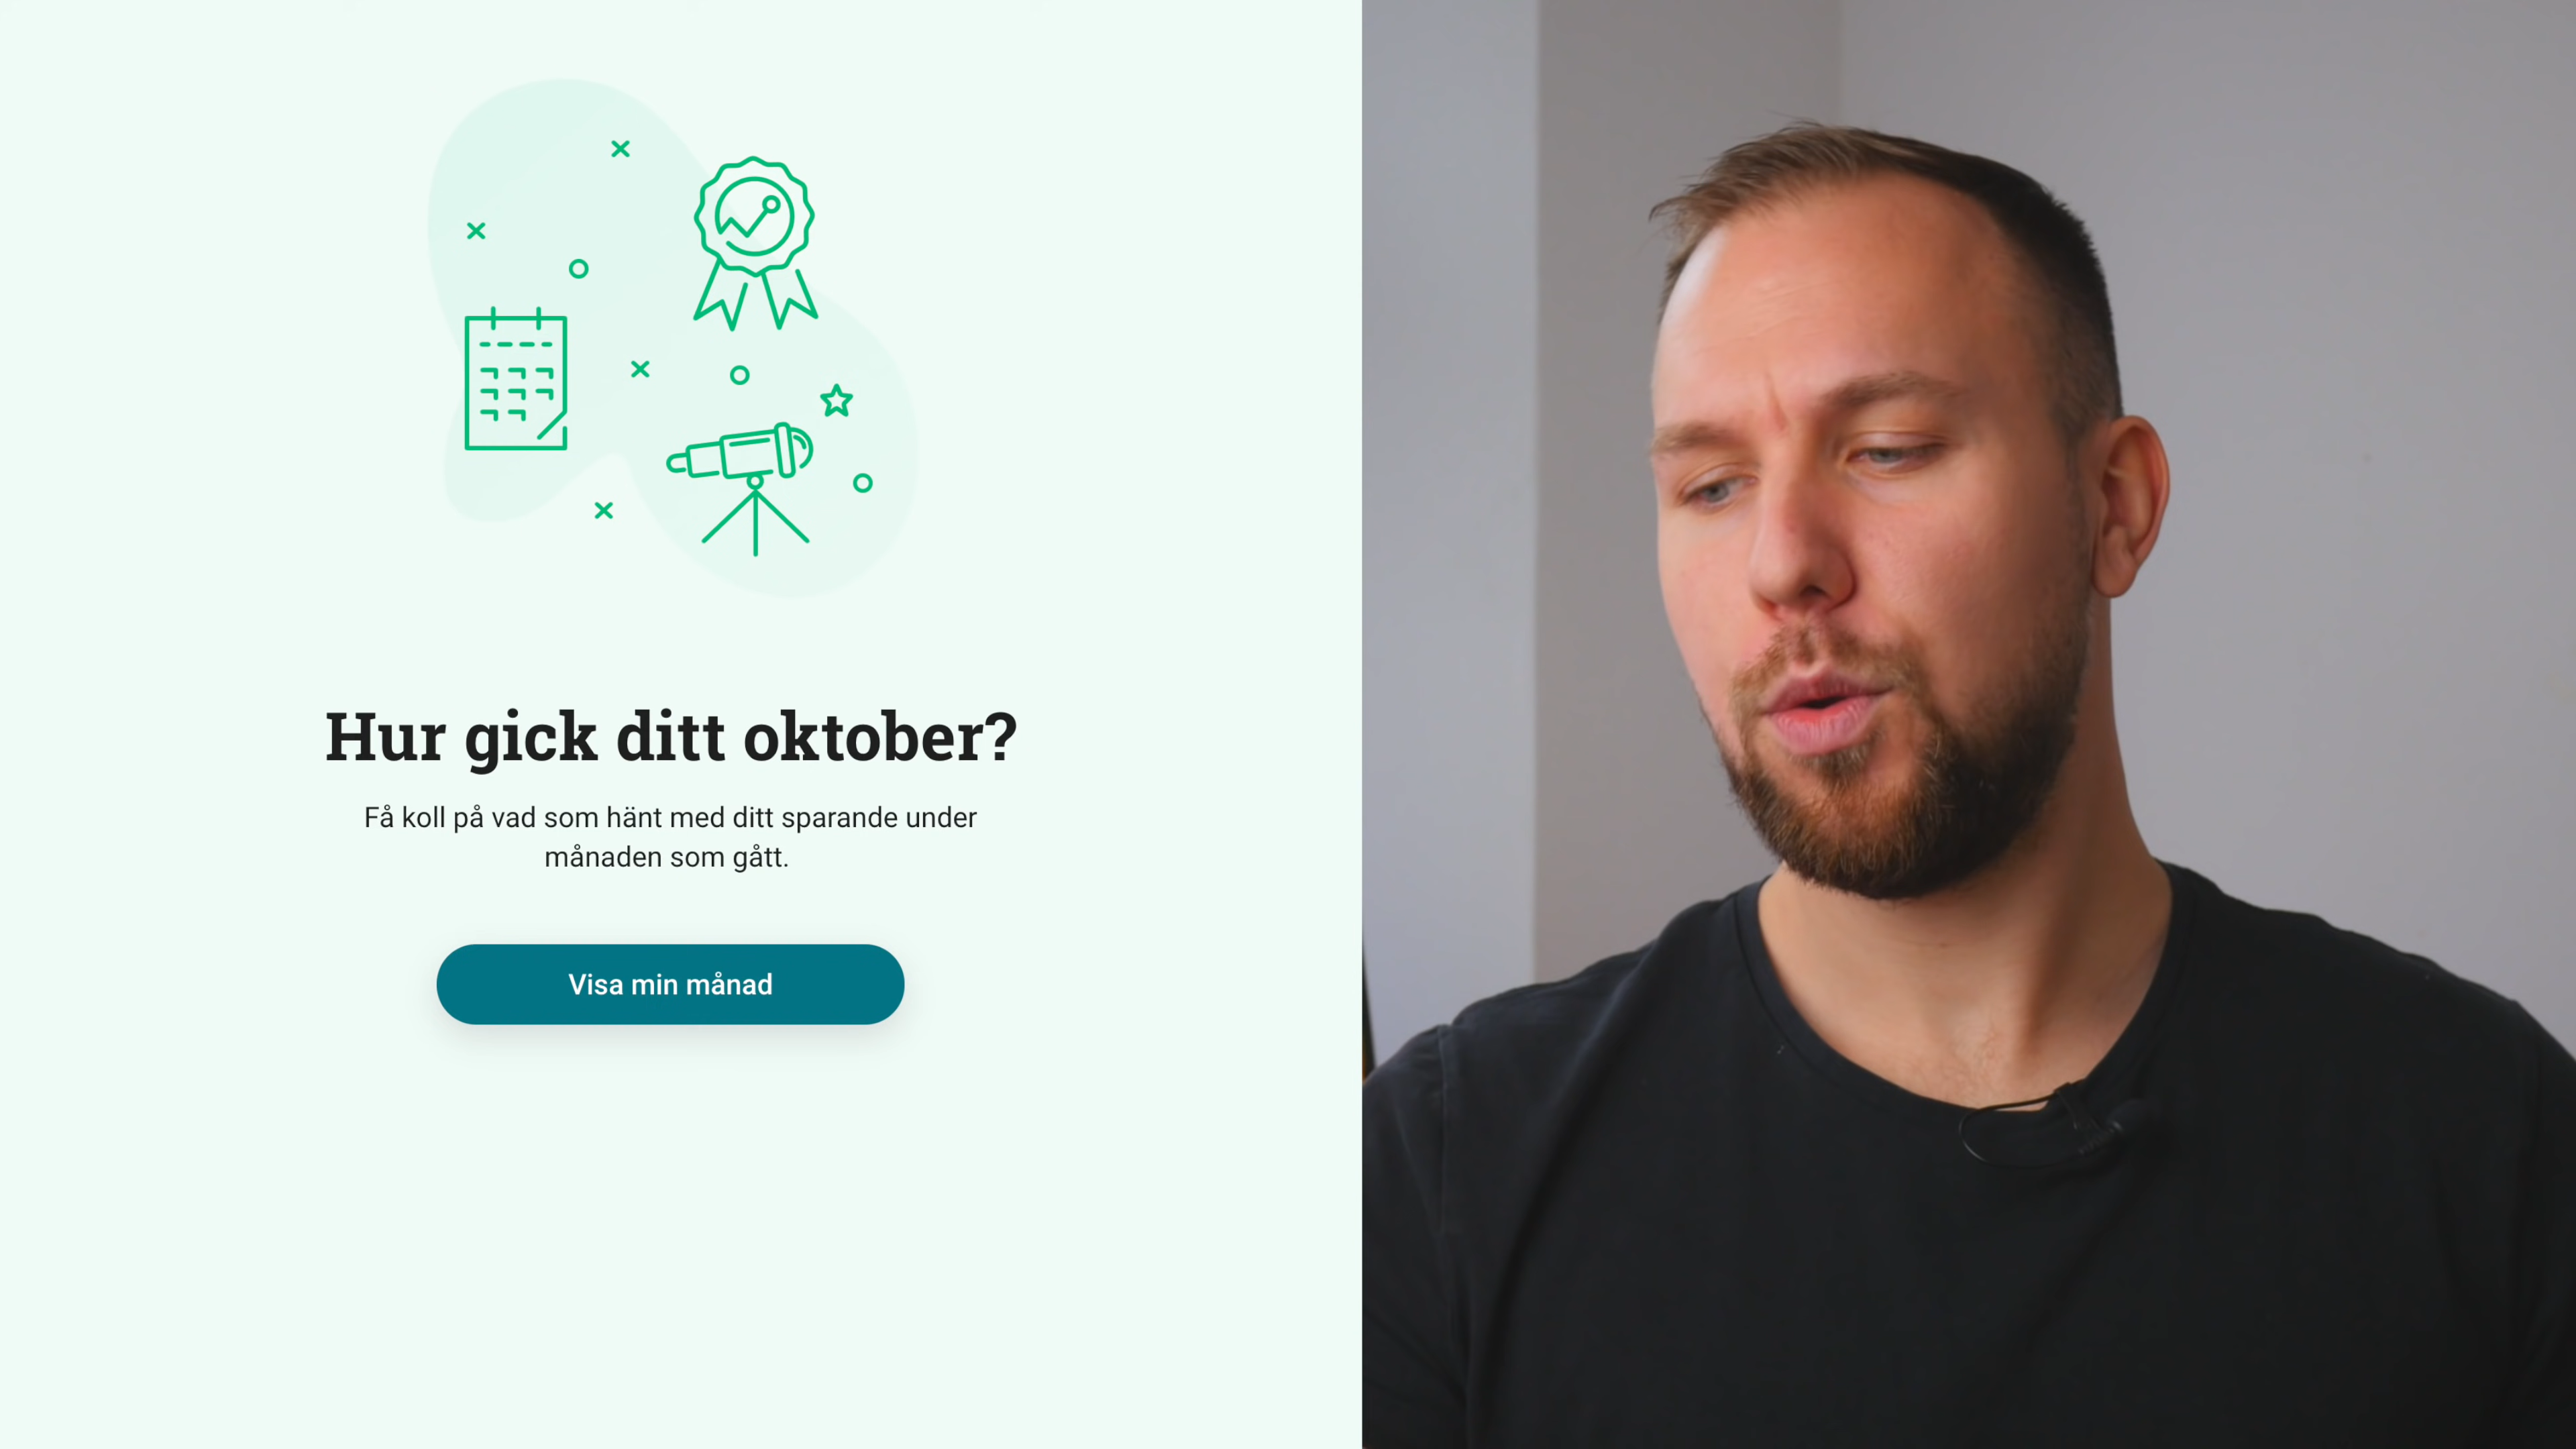 Hur gick ditt oktober?
Få koll på vad som hänt med ditt sparande under
månaden som gått.
Visa min månad